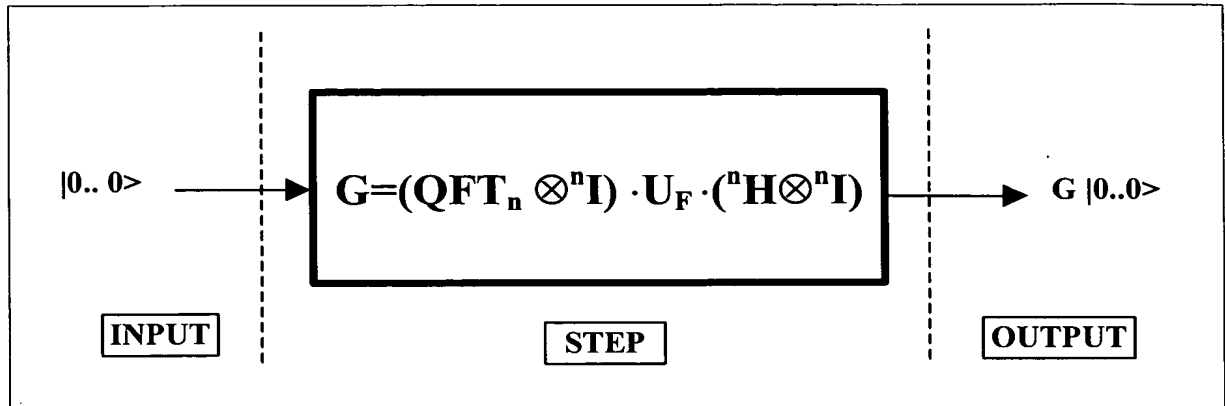 |0.. 0>
G=(QFTₙ ⊗ⁿI) ·U_F·(ⁿH⊗ⁿI)
G |0..0>
INPUT
STEP
OUTPUT